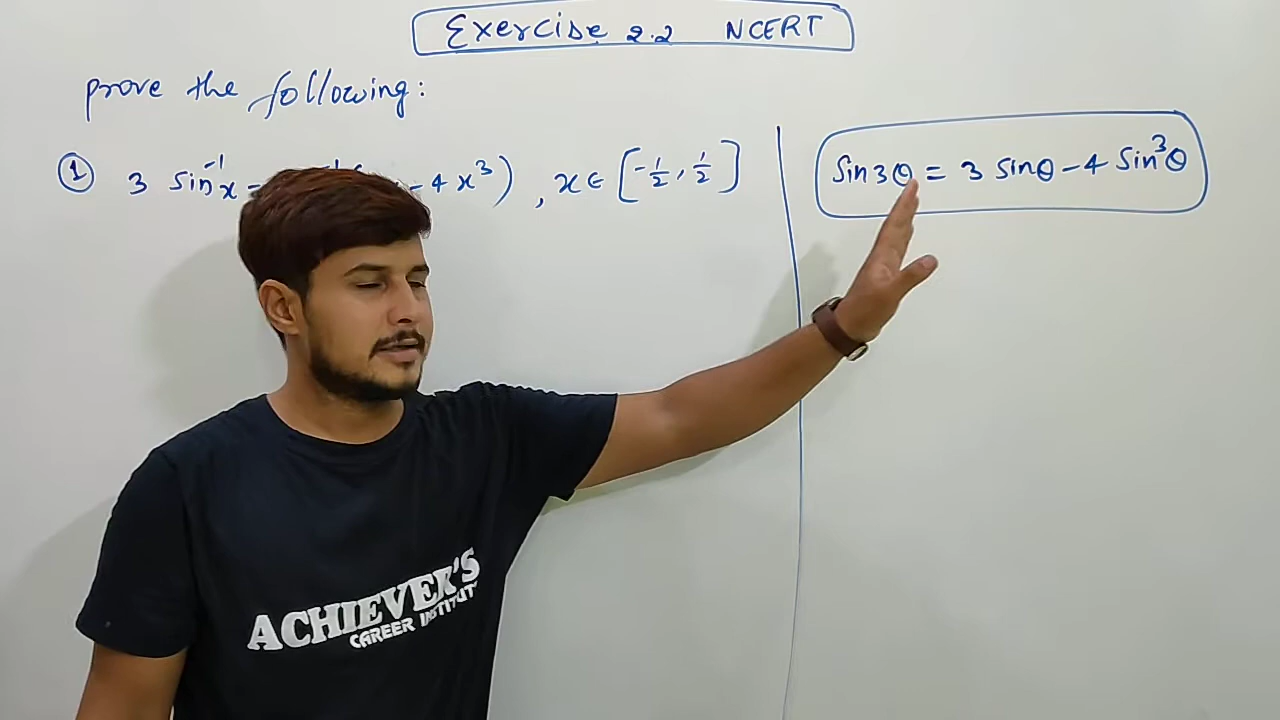 Exercise 2.2 NCERT
prove the following:
① 3 sin⁻¹x = - 4x³) , x ∈ [-1/2, 1/2]
Sin3θ = 3 Sinθ - 4 Sin³θ
ACHIEVER'S
CAREER INSTITUT